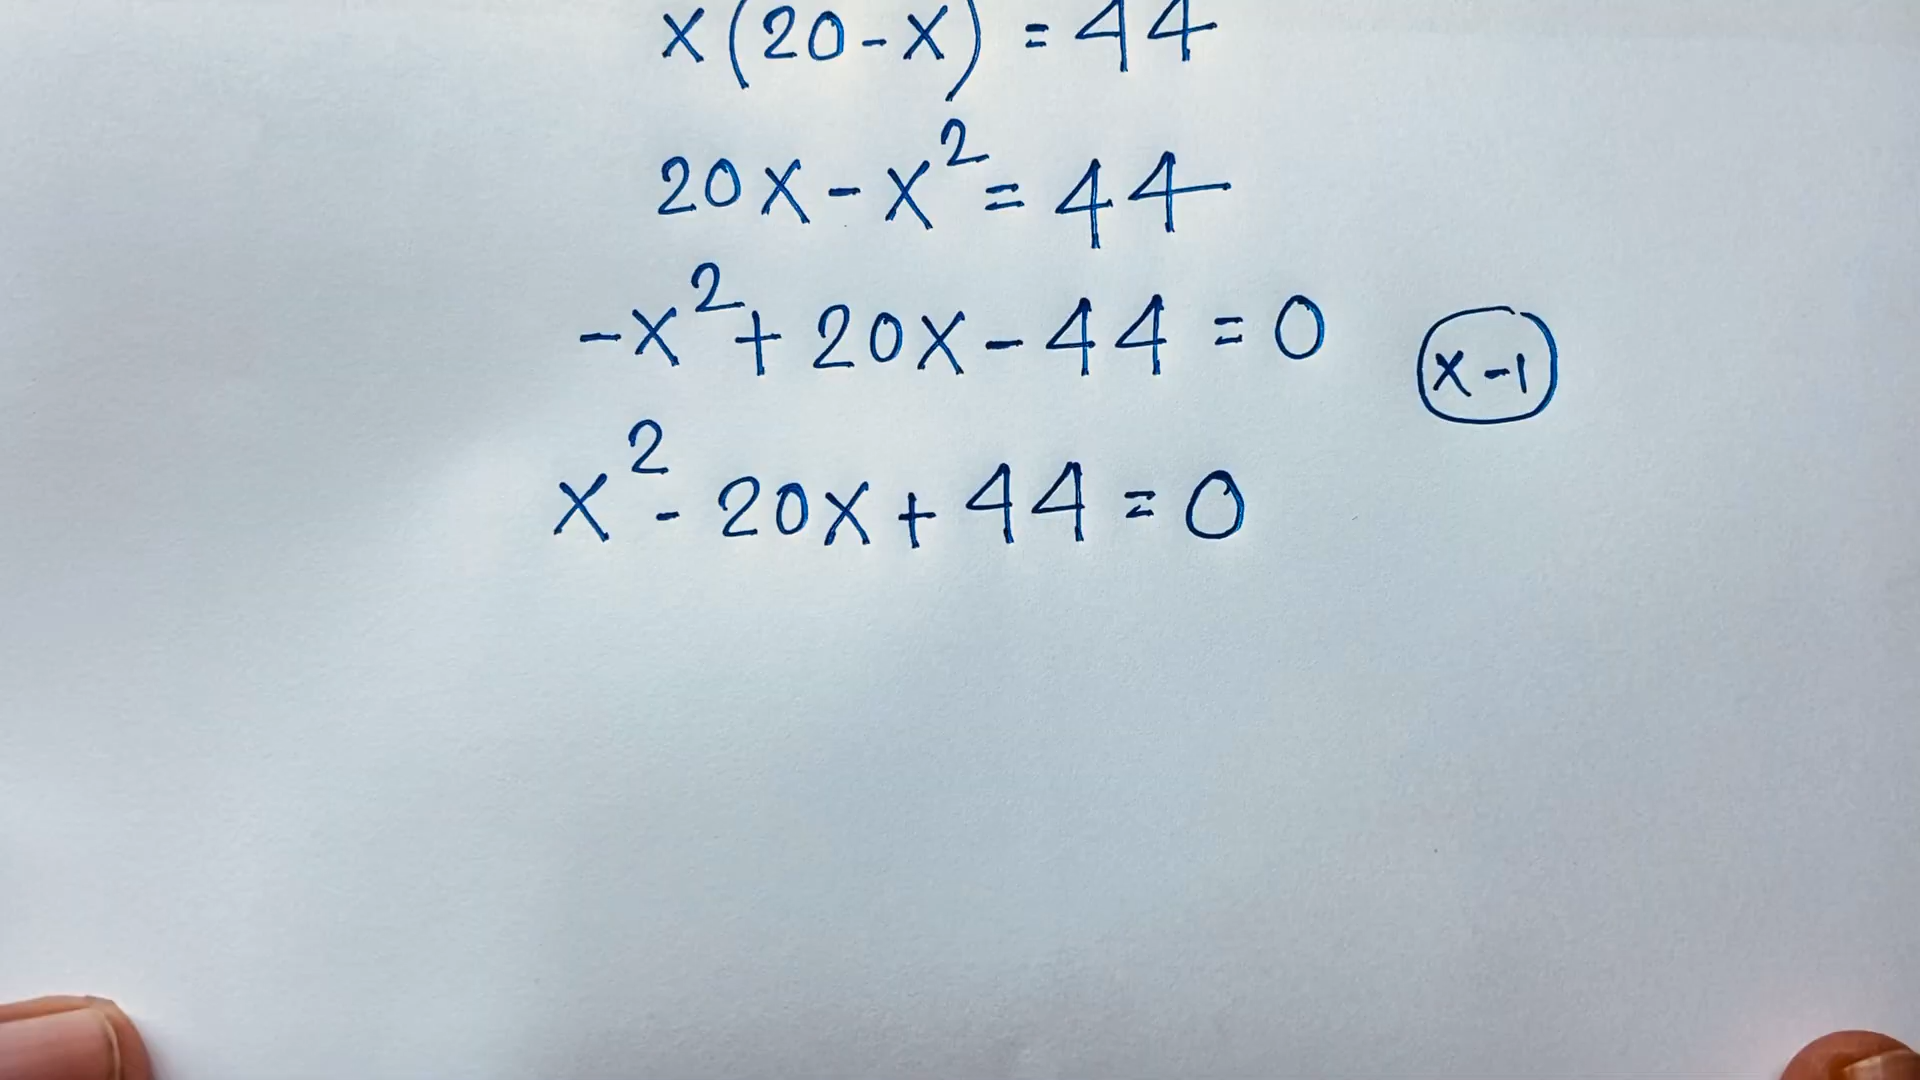 x(20-x) = 44
20x - x² = 44
-x² + 20x - 44 = 0
x - 1
x² - 20x + 44 = 0